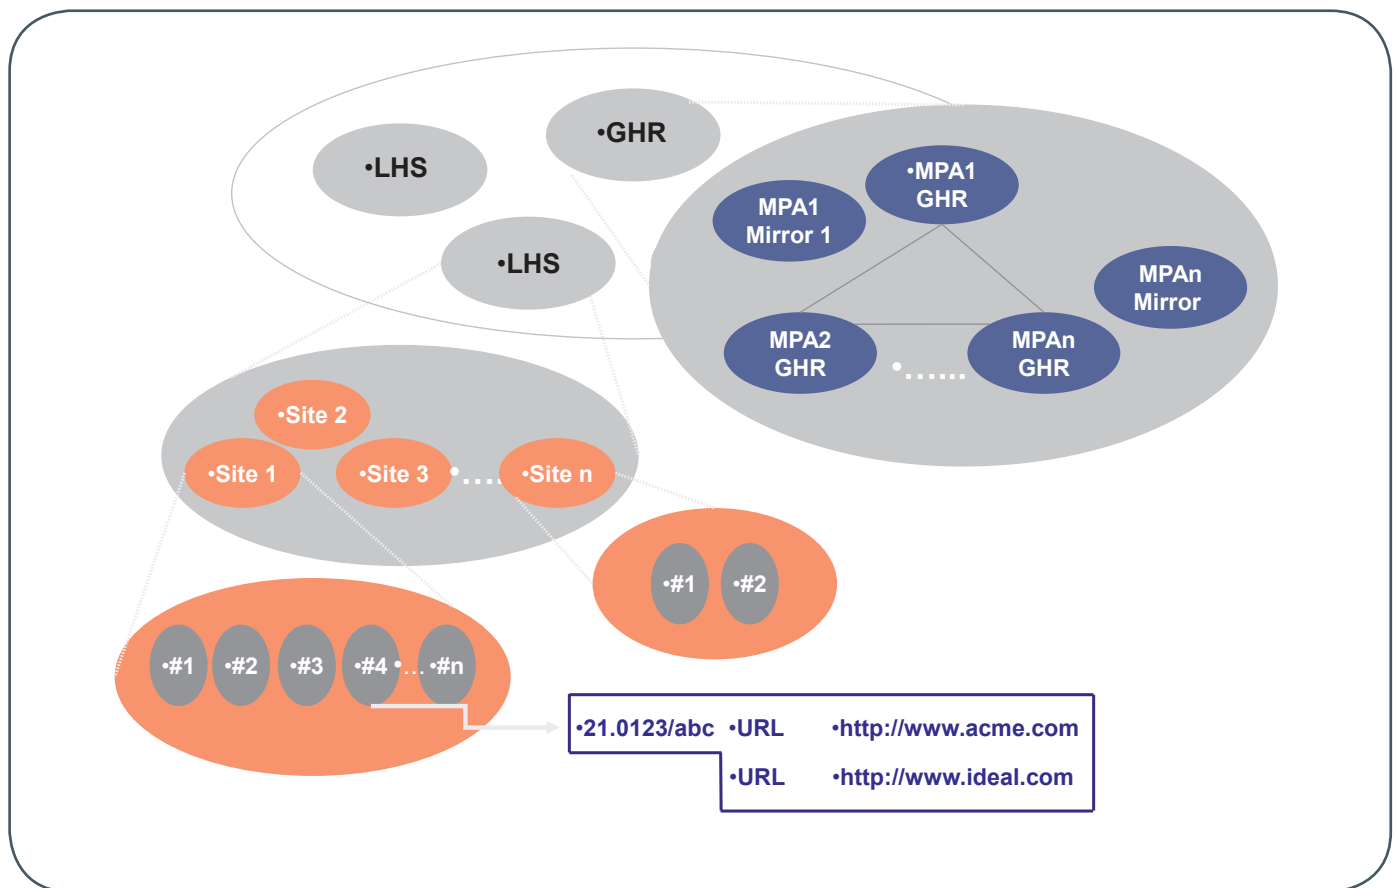 •GHR
•LHS
•LHS
•MPA1
GHR
MPA1
Mirror 1
MPAn
Mirror
MPA2
GHR
•......
MPAn
GHR
•Site 2
•Site 1
•Site 3
•....
•Site n
•#1
•#2
•#1
•#2
•#3
•#4
•...
•#n
•21.0123/abc •URL •http://www.acme.com
•URL •http://www.ideal.com